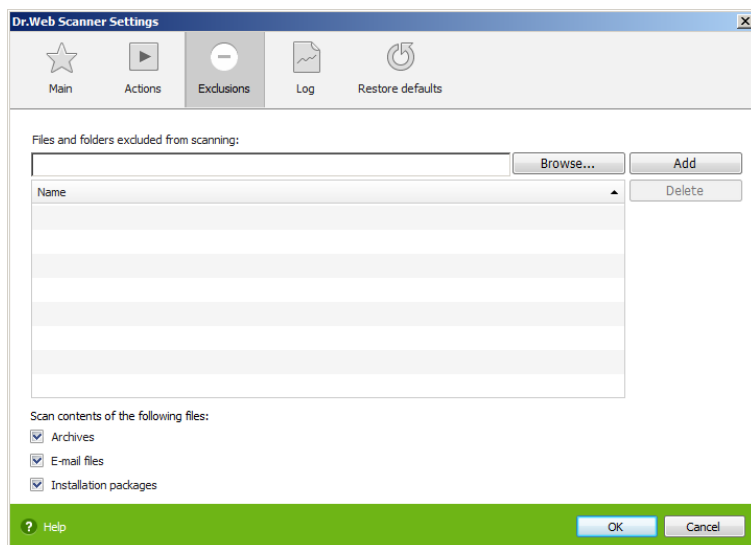 Dr.Web Scanner Settings
Main Actions Exclusions Log Restore defaults
Files and folders excluded from scanning:
Browse... Add
Name Delete
Scan contents of the following files:
Archives
E-mail files
Installation packages
? Help OK Cancel